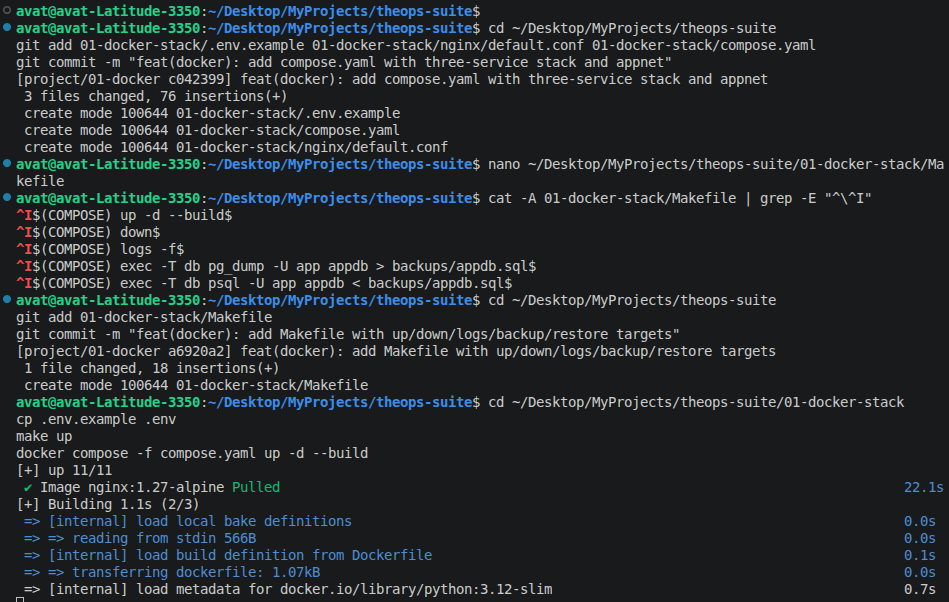 avat@avat-Latitude-3350:~/Desktop/MyProjects/theops-suite$
avat@avat-Latitude-3350:~/Desktop/MyProjects/theops-suite$ cd ~/Desktop/MyProjects/theops-suite
git add 01-docker-stack/.env.example 01-docker-stack/nginx/default.conf 01-docker-stack/compose.yaml
git commit -m "feat(docker): add compose.yaml with three-service stack and appnet"
[project/01-docker c042399] feat(docker): add compose.yaml with three-service stack and appnet
 3 files changed, 76 insertions(+)
 create mode 100644 01-docker-stack/.env.example
 create mode 100644 01-docker-stack/compose.yaml
 create mode 100644 01-docker-stack/nginx/default.conf
avat@avat-Latitude-3350:~/Desktop/MyProjects/theops-suite$ nano ~/Desktop/MyProjects/theops-suite/01-docker-stack/Ma
kefile
avat@avat-Latitude-3350:~/Desktop/MyProjects/theops-suite$ cat -A 01-docker-stack/Makefile | grep -E "^\^I"
^I$(COMPOSE) up -d --build$
^I$(COMPOSE) down$
^I$(COMPOSE) logs -f$
^I$(COMPOSE) exec -T db pg_dump -U app appdb > backups/appdb.sql$
^I$(COMPOSE) exec -T db psql -U app appdb < backups/appdb.sql$
avat@avat-Latitude-3350:~/Desktop/MyProjects/theops-suite$ cd ~/Desktop/MyProjects/theops-suite
git add 01-docker-stack/Makefile
git commit -m "feat(docker): add Makefile with up/down/logs/backup/restore targets"
[project/01-docker a6920a2] feat(docker): add Makefile with up/down/logs/backup/restore targets
 1 file changed, 18 insertions(+)
 create mode 100644 01-docker-stack/Makefile
avat@avat-Latitude-3350:~/Desktop/MyProjects/theops-suite$ cd ~/Desktop/MyProjects/theops-suite/01-docker-stack
cp .env.example .env
make up
docker compose -f compose.yaml up -d --build
[+] up 11/11
 ✔ Image nginx:1.27-alpine Pulled 22.1s
[+] Building 1.1s (2/3)
 => [internal] load local bake definitions 0.0s
 => => reading from stdin 566B 0.0s
 => [internal] load build definition from Dockerfile 0.1s
 => => transferring dockerfile: 1.07kB 0.0s
 => [internal] load metadata for docker.io/library/python:3.12-slim 0.7s